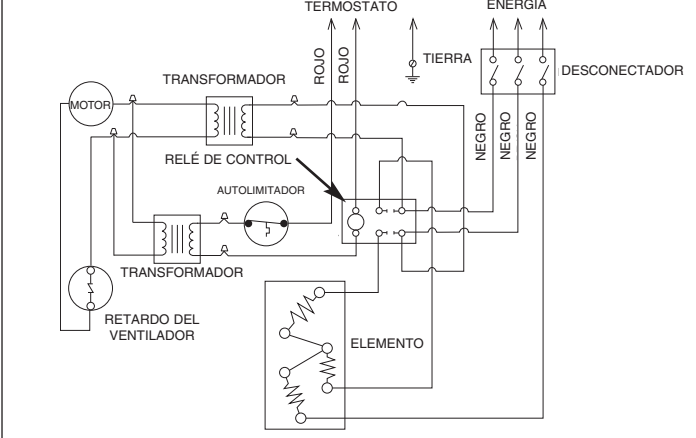 TERMOSTATO
ENERGÍA
ROJO
ROJO
TIERRA
DESCONECTADOR
TRANSFORMADOR
MOTOR
NEGRO
NEGRO
NEGRO
RELÉ DE CONTROL
AUTOLIMITADOR
TRANSFORMADOR
RETARDO DEL
VENTILADOR
ELEMENTO